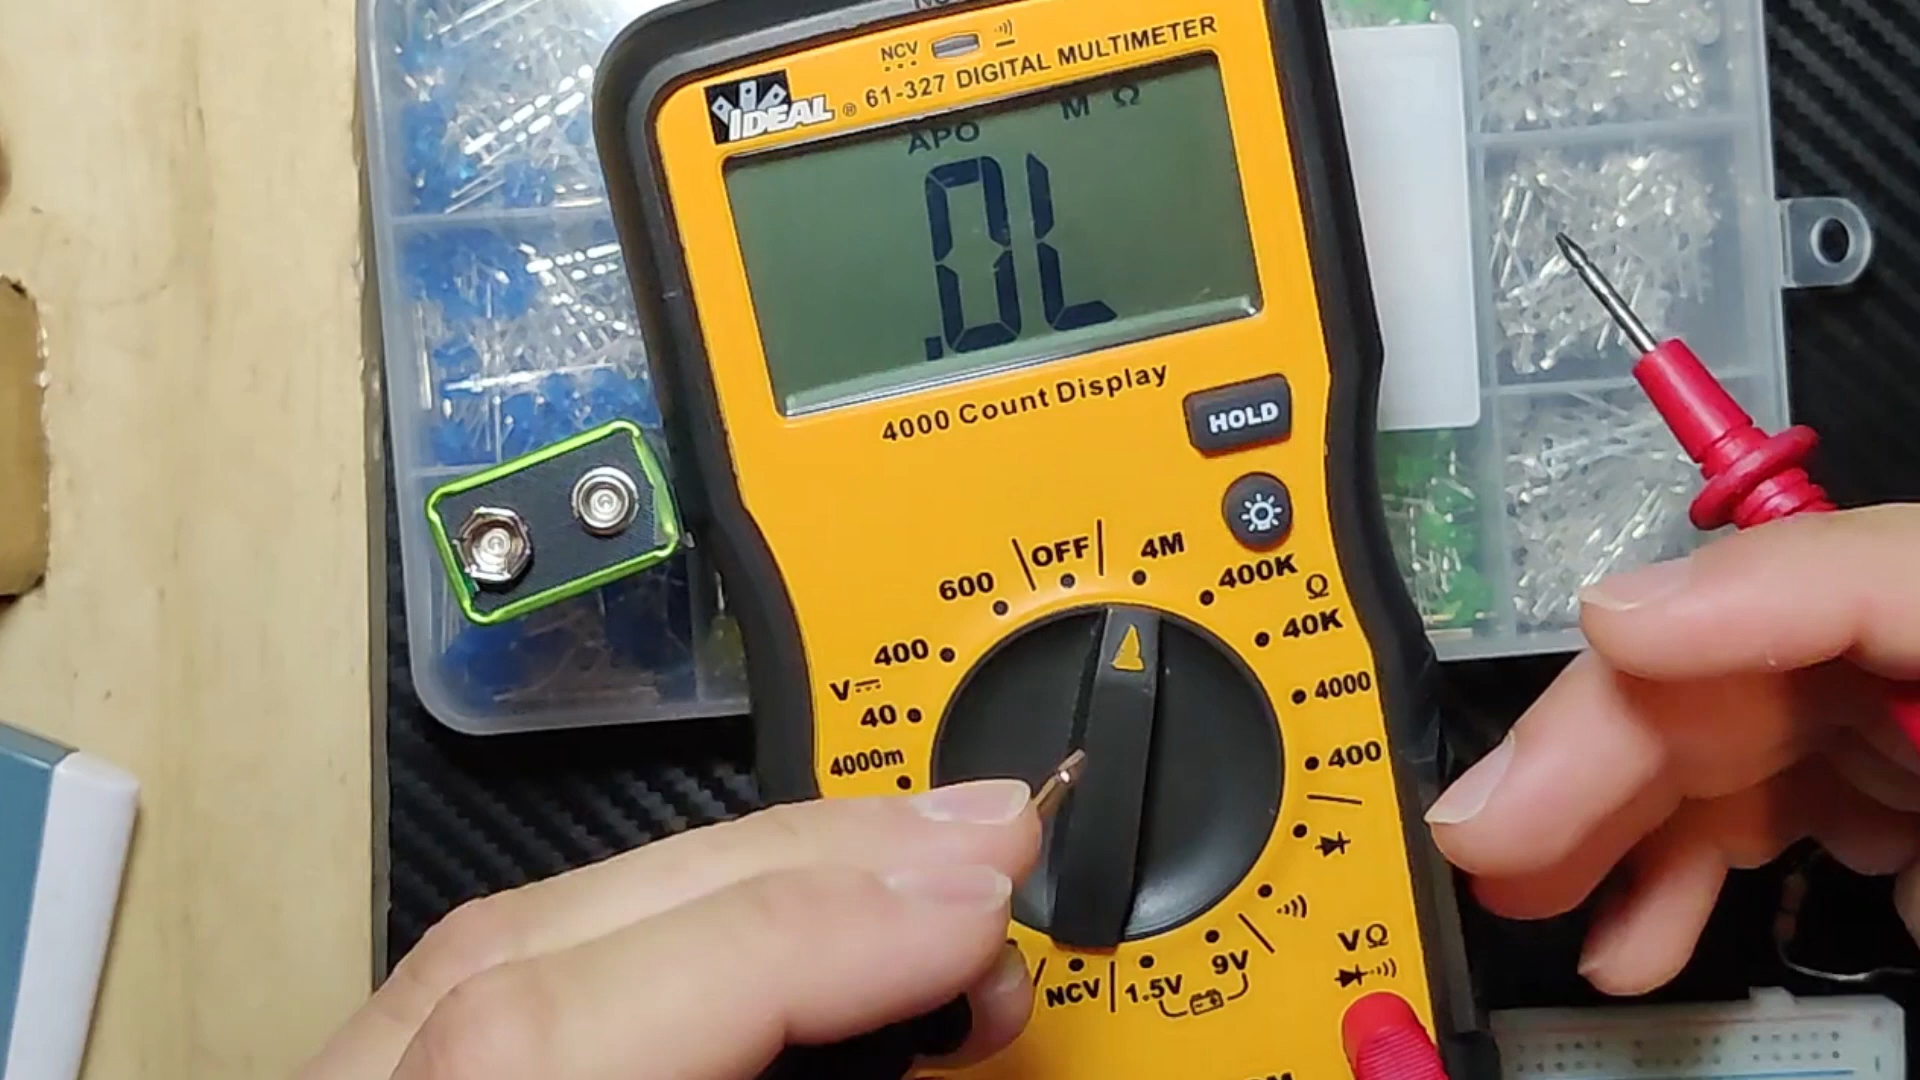 NCV
IDEAL ® 61-327 DIGITAL MULTIMETER
APO M Ω
.0L
4000 Count Display
HOLD
OFF
4M
400K
Ω
40K
4000
400
600
400
V
40
4000m
NCV
1.5V
9V
VΩ